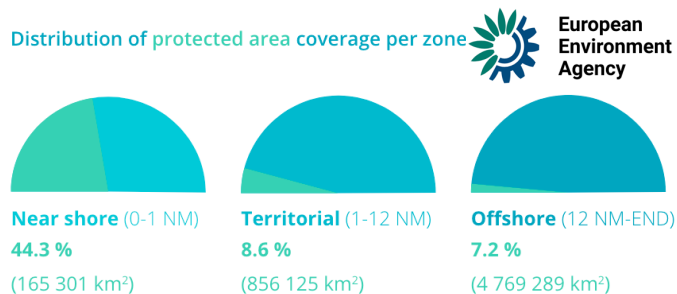 Distribution of protected area coverage per zone
European
Environment
Agency
Near shore (0-1 NM)
44.3 %
(165 301 km²)
Territorial (1-12 NM)
8.6 %
(856 125 km²)
Offshore (12 NM-END)
7.2 %
(4 769 289 km²)